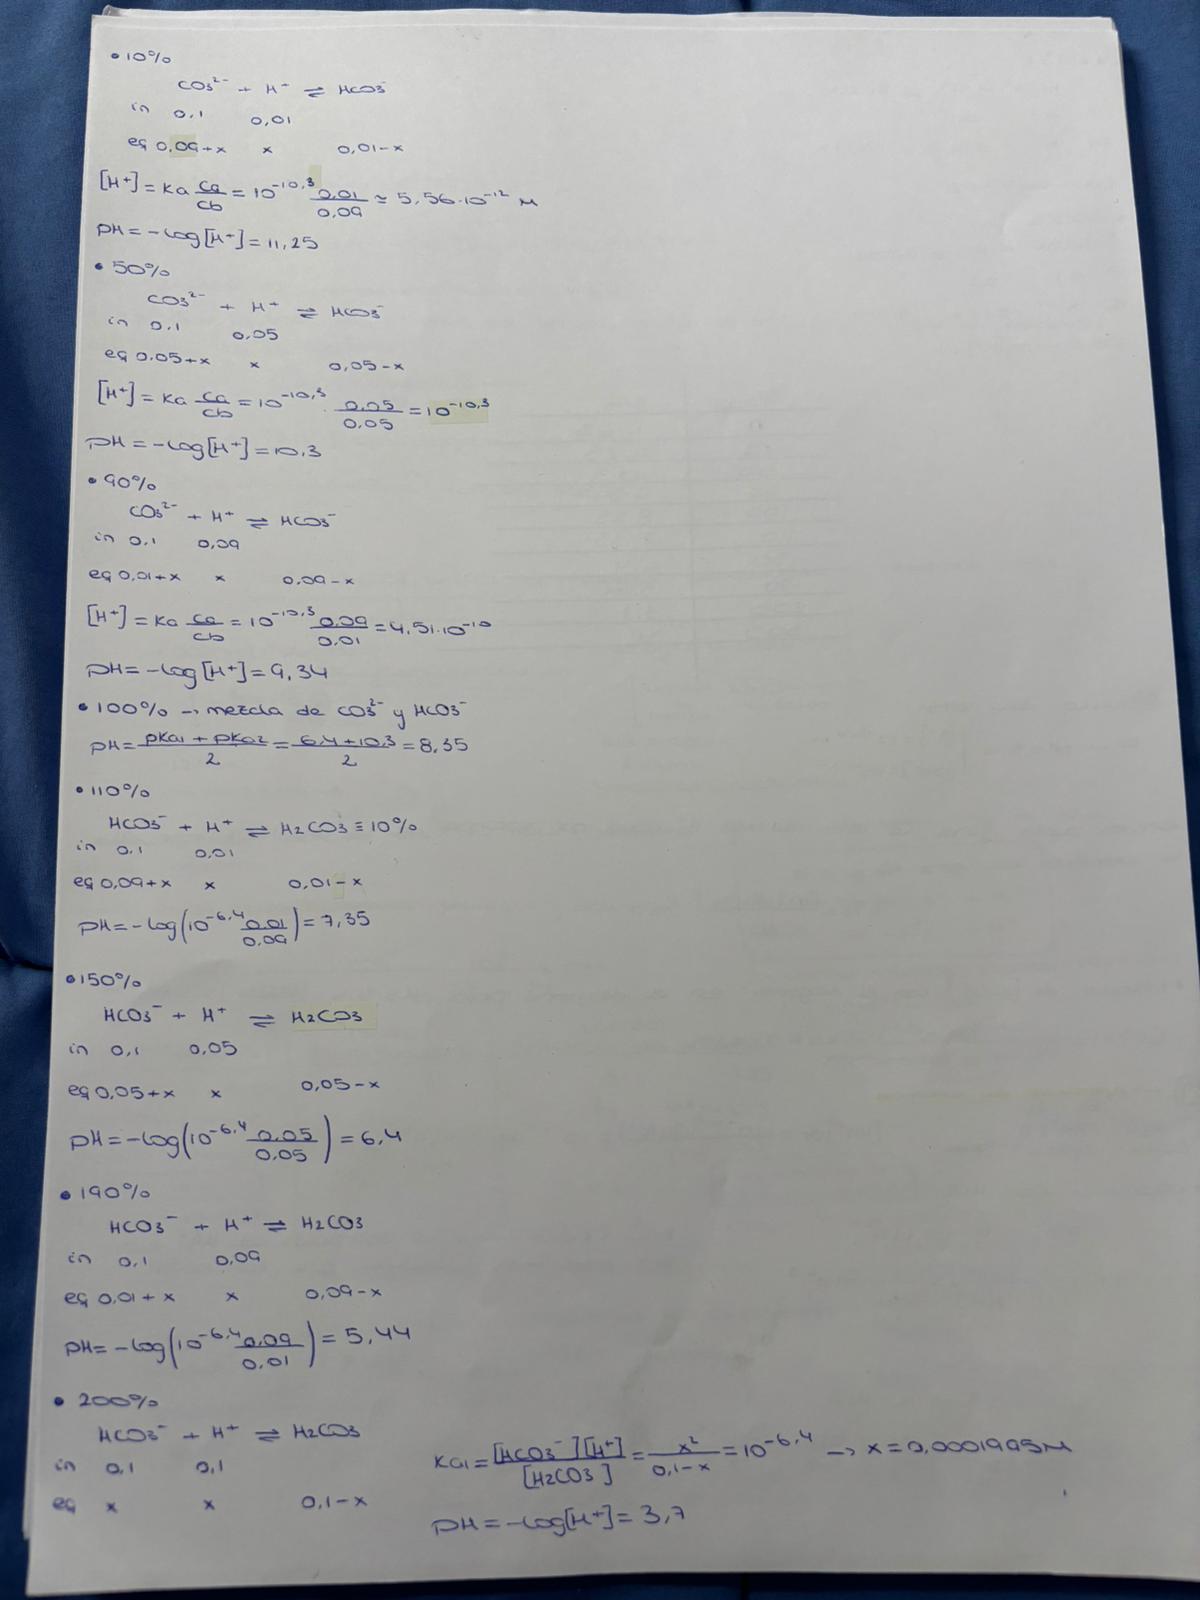 • 10%
CO3²⁻ + H⁺ ⇌ HCO3⁻
in 0,1 0,01
eq 0,09+x x 0,01-x
[H⁺] = Ka Ca/Cb = 10^-10,3 0,01/0,09 ≈ 5,56·10⁻¹² M
pH = -log[H⁺] = 11,25
• 50%
CO3²⁻ + H⁺ ⇌ HCO3⁻
in 0,1 0,05
eq 0,05+x x 0,05-x
[H⁺] = Ka Ca/Cb = 10^-10,3 · 0,05/0,05 = 10^-10,3
pH = -log[H⁺] = 10,3
• 90%
CO3²⁻ + H⁺ ⇌ HCO3⁻
in 0,1 0,09
eq 0,01+x x 0,09-x
[H⁺] = Ka Ca/Cb = 10^-10,3 0,09/0,01 = 4,51·10⁻¹⁰
pH = -log[H⁺] = 9,34
• 100% → mezcla de CO3²⁻ y HCO3⁻
pH = pKa1 + pKa2/2 = 6,4+10,3/2 = 8,35
• 110%
HCO3⁻ + H⁺ ⇌ H2CO3 ≡ 10%
in 0,1 0,01
eq 0,09+x x 0,01-x
pH = -log(10^-6,4 0,01/0,09) = 7,35
• 150%
HCO3⁻ + H⁺ ⇌ H2CO3
in 0,1 0,05
eq 0,05+x x 0,05-x
pH = -log(10^-6,4 0,05/0,05) = 6,4
• 190%
HCO3⁻ + H⁺ ⇌ H2CO3
in 0,1 0,09
eq 0,01+x x 0,09-x
pH = -log(10^-6,4 0,09/0,01) = 5,44
• 200%
HCO3⁻ + H⁺ ⇌ H2CO3
in 0,1 0,1
eq x x 0,1-x
Ka1 = [HCO3⁻][H⁺]/[H2CO3] = x²/0,1-x = 10^-6,4 → x = 0,0001995M
pH = -log[H⁺] = 3,7